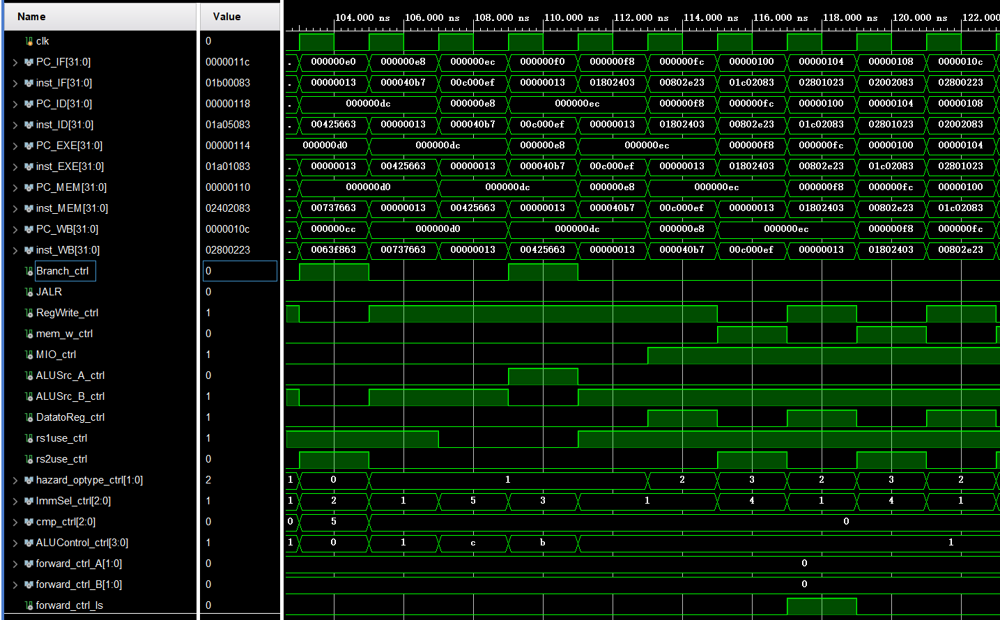 Name Value 104.000 ns 106.000 ns 108.000 ns 110.000 ns 112.000 ns 114.000 ns 116.000 ns 118.000 ns 120.000 ns 122.000
clk 0
PC_IF[31:0] 0000011c . 000000e0 000000e8 000000ec 000000f0 000000f8 000000fc 00000100 00000104 00000108 0000010c
inst_IF[31:0] 01b00083 . 00000013 000040b7 00c000ef 00000013 01802403 00802e23 01c02083 02801023 02002083 02800223
PC_ID[31:0] 00000118 . 000000dc 000000e8 000000ec 000000f8 000000fc 00000100 00000104 00000108
inst_ID[31:0] 01a05083 . 00425663 00000013 000040b7 00c000ef 00000013 01802403 00802e23 01c02083 02801023 02002083
PC_EXE[31:0] 00000114 000000d0 000000dc 000000e8 000000ec 000000f8 000000fc 00000100 00000104
inst_EXE[31:0] 01a01083 . 00000013 00425663 00000013 000040b7 00c000ef 00000013 01802403 00802e23 01c02083 02801023
PC_MEM[31:0] 00000110 . 000000d0 000000dc 000000e8 000000ec 000000f8 000000fc 00000100
inst_MEM[31:0] 02402083 . 00737663 00000013 00425663 00000013 000040b7 00c000ef 00000013 01802403 00802e23 01c02083
PC_WB[31:0] 0000010c . 000000cc 000000d0 000000dc 000000e8 000000ec 000000f8 000000fc
inst_WB[31:0] 02800223 . 0063f863 00737663 00000013 00425663 00000013 000040b7 00c000ef 00000013 01802403 00802e23
Branch_ctrl 0
JALR 0
RegWrite_ctrl 1
mem_w_ctrl 0
MIO_ctrl 1
ALUSrc_A_ctrl 0
ALUSrc_B_ctrl 1
DatatoReg_ctrl 1
rs1use_ctrl 1
rs2use_ctrl 0
hazard_optype_ctrl[1:0] 2 1 0 1 2 3 2 3 2
ImmSel_ctrl[2:0] 1 1 2 1 5 3 1 4 1 4 1
cmp_ctrl[2:0] 0 0 5 0
ALUControl_ctrl[3:0] 1 1 0 1 c b 1
forward_ctrl_A[1:0] 0 0
forward_ctrl_B[1:0] 0 0
forward_ctrl_ls 0